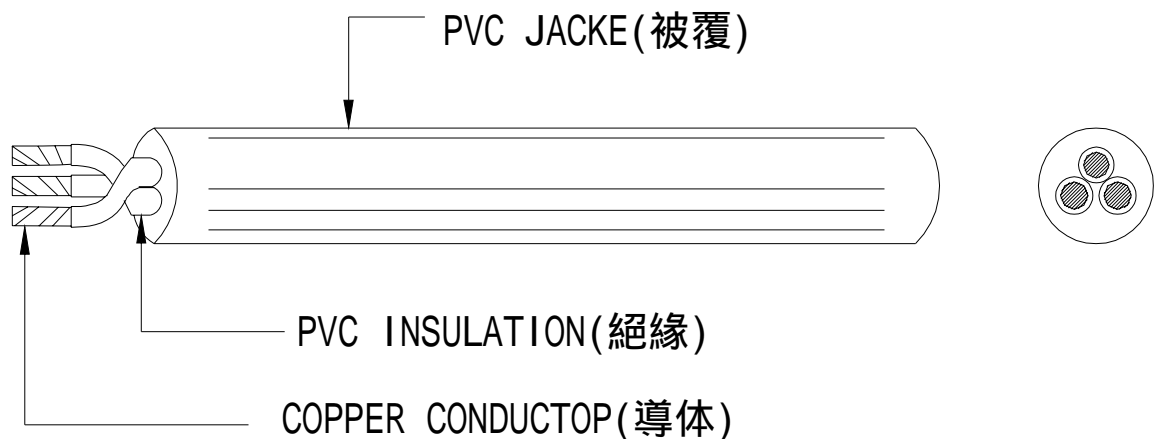 PVC JACKE(被覆)
PVC INSULATION(絕緣)
COPPER CONDUCTOP(導体)